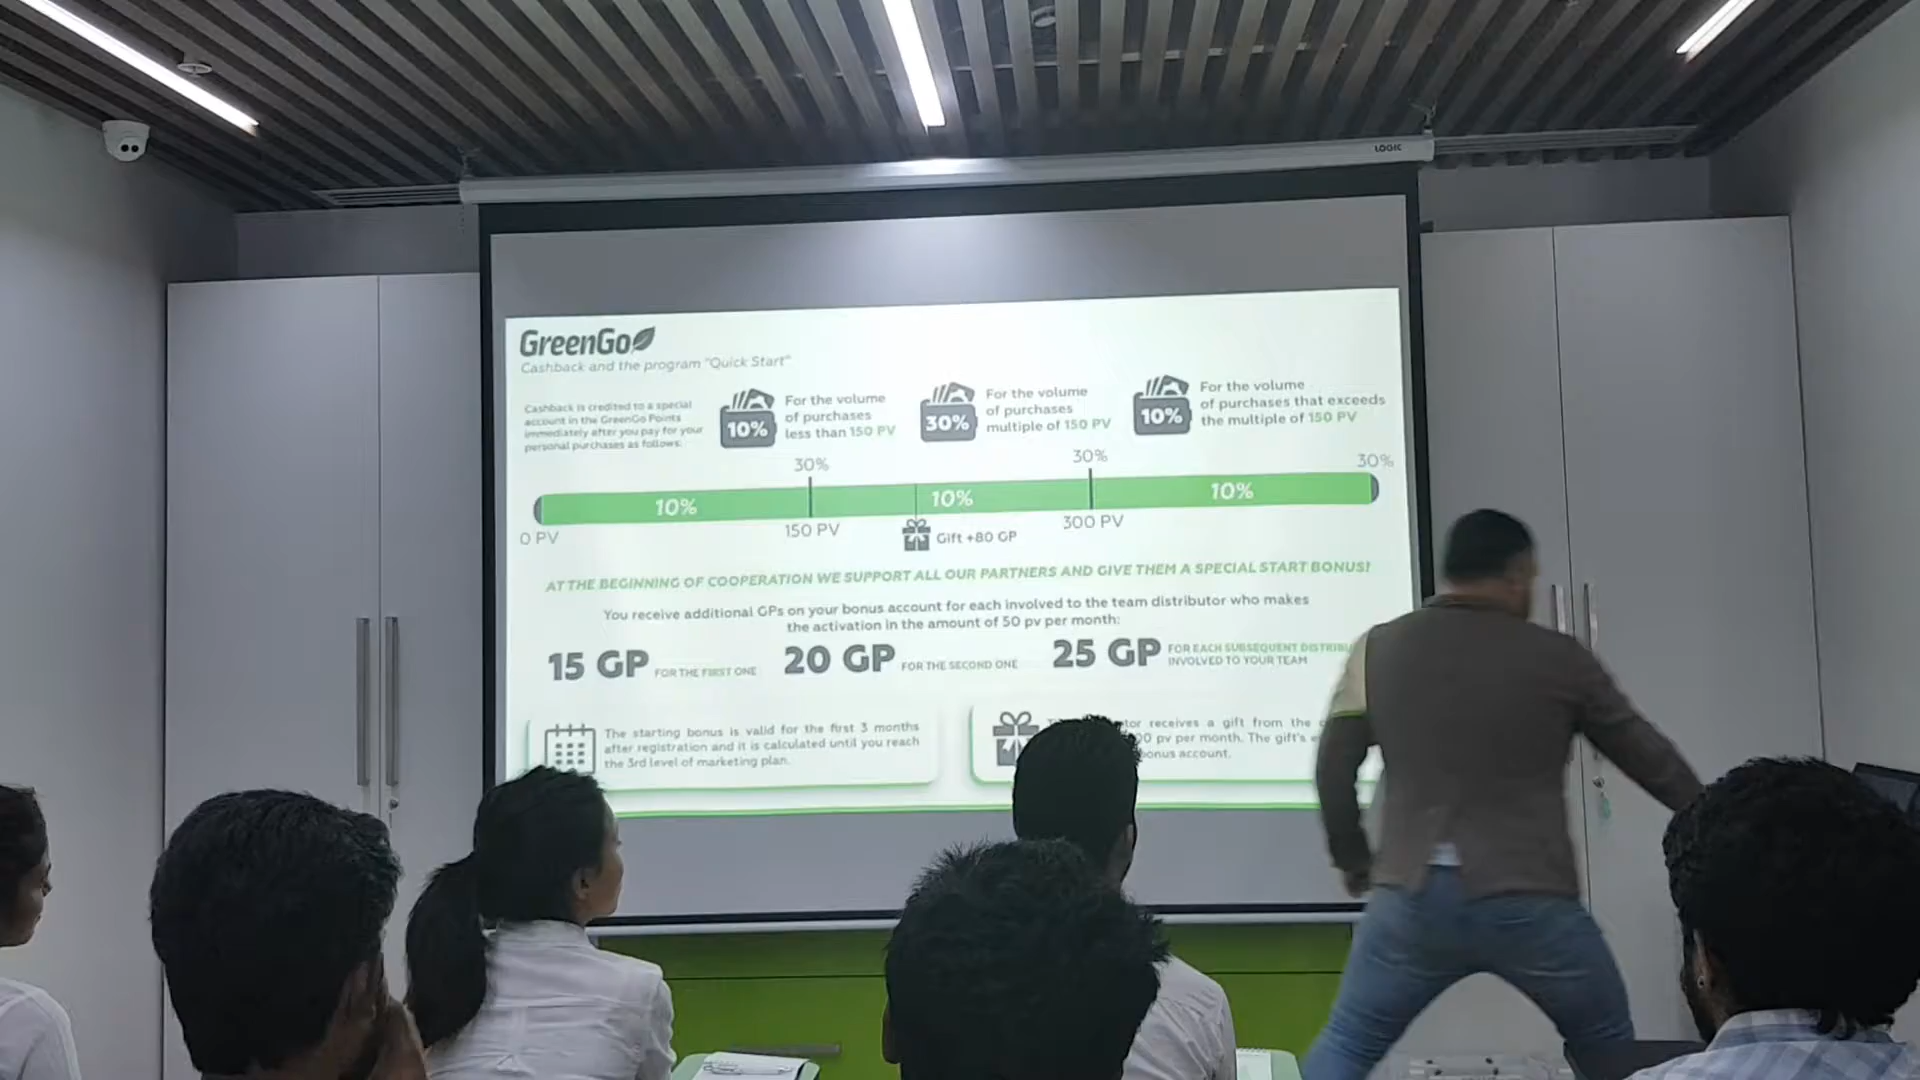 LOGIC
GreenGo
Cashback and the program "Quick Start"
Cashback is credited to a special
account in the GreenGo Points
immediately after you pay for your
personal purchases as follows:
10%
For the volume
of purchases
less than 150 PV
30%
For the volume
of purchases
multiple of 150 PV
10%
For the volume
of purchases that exceeds
the multiple of 150 PV
30% 30% 30%
10% 10% 10%
0 PV 150 PV 300 PV
Gift +80 GP
AT THE BEGINNING OF COOPERATION WE SUPPORT ALL OUR PARTNERS AND GIVE THEM A SPECIAL START BONUS!
You receive additional GPs on your bonus account for each involved to the team distributor who makes
the activation in the amount of 50 pv per month:
15 GP FOR THE FIRST ONE
20 GP FOR THE SECOND ONE
25 GP FOR EACH SUBSEQUENT
INVOLVED TO YOUR TEAM
The starting bonus is valid for the first 3 months
after registration and it is calculated until you reach
the 3rd level of marketing plan.
receives a gift from the
pv per month. The gift's
bonus account.